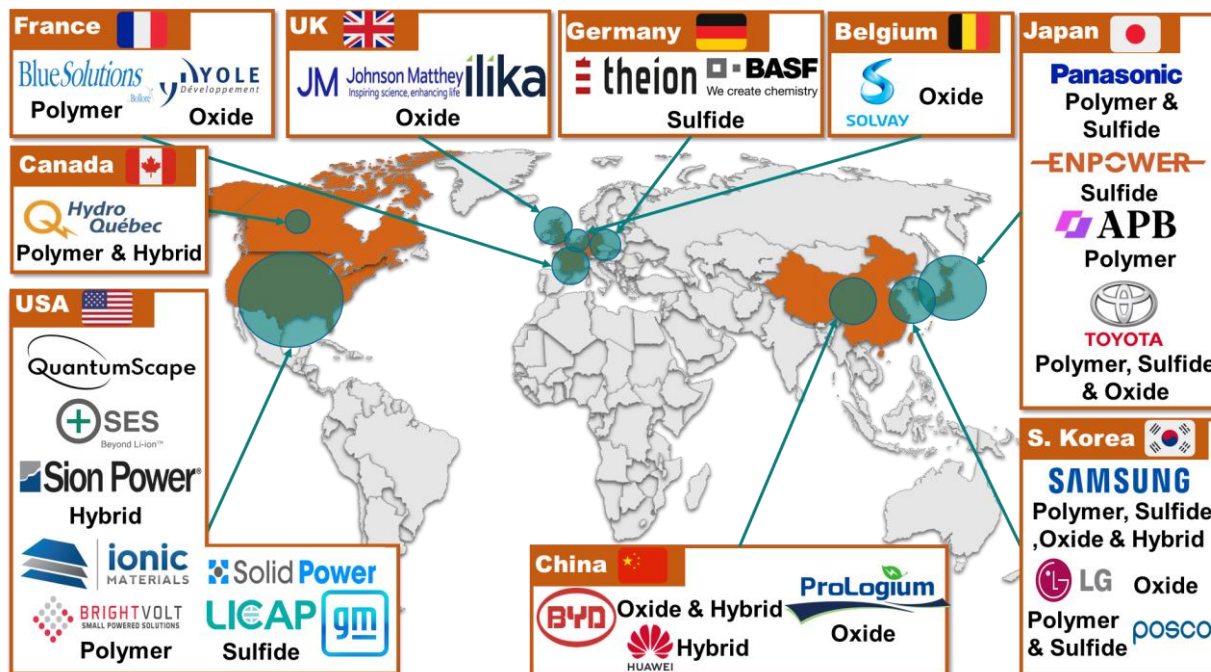 France
BlueSolutions
by Bolloré
Polymer
YOLE
Développement
Oxide
UK
JM
Johnson Matthey
Inspiring science, enhancing life
ilika
Oxide
Germany
theion
BASF
We create chemistry
Sulfide
Belgium
SOLVAY
Oxide
Japan
Panasonic
Polymer &
Sulfide
ENPOWER
Sulfide
APB
Polymer
TOYOTA
Polymer, Sulfide
& Oxide
Canada
Hydro
Québec
Polymer & Hybrid
USA
QuantumScape
SES
Beyond Li-ion™
Sion Power®
Hybrid
ionic
MATERIALS
BRIGHTVOLT
SMALL POWERED SOLUTIONS
Polymer
Solid Power
LICAP
gm
Sulfide
China
BYD
Oxide & Hybrid
HUAWEI
Hybrid
ProLogium
Oxide
S. Korea
SAMSUNG
Polymer, Sulfide
,Oxide & Hybrid
LG
Oxide
Polymer
& Sulfide
posco